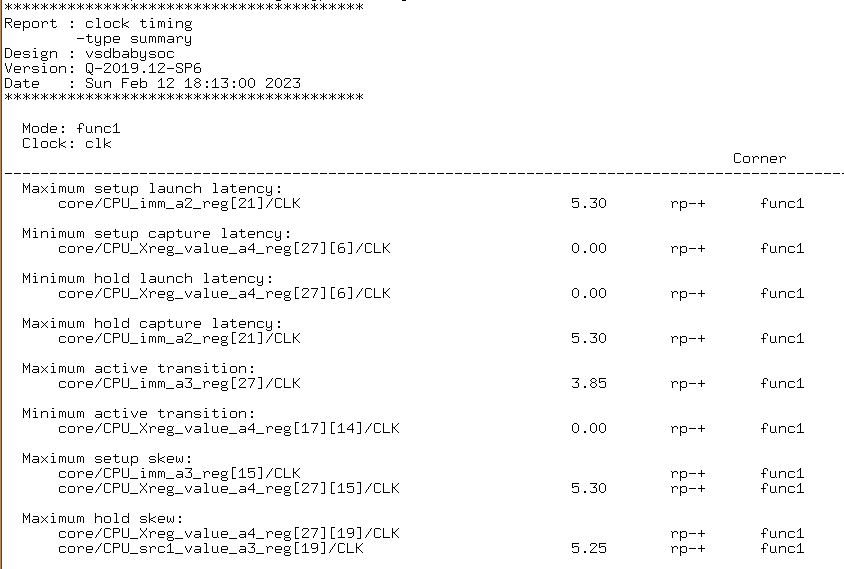 ****************************************
Report : clock timing
        -type summary
Design : vsdbabysoc
Version: Q-2019.12-SP6
Date   : Sun Feb 12 18:13:00 2023
****************************************
  Mode: func1
  Clock: clk
                                                                                 Corner
---------------------------------------------------------------------------------------------
  Maximum setup launch latency:
      core/CPU_imm_a2_reg[21]/CLK                              5.30       rp-+      func1
  Minimum setup capture latency:
      core/CPU_Xreg_value_a4_reg[27][6]/CLK                    0.00       rp-+      func1
  Minimum hold launch latency:
      core/CPU_Xreg_value_a4_reg[27][6]/CLK                    0.00       rp-+      func1
  Maximum hold capture latency:
      core/CPU_imm_a2_reg[21]/CLK                              5.30       rp-+      func1
  Maximum active transition:
      core/CPU_imm_a3_reg[27]/CLK                              3.85       rp-+      func1
  Minimum active transition:
      core/CPU_Xreg_value_a4_reg[17][14]/CLK                   0.00       rp-+      func1
  Maximum setup skew:
      core/CPU_imm_a3_reg[15]/CLK                                         rp-+      func1
      core/CPU_Xreg_value_a4_reg[27][15]/CLK                   5.30       rp-+      func1
  Maximum hold skew:
      core/CPU_Xreg_value_a4_reg[27][19]/CLK                              rp-+      func1
      core/CPU_src1_value_a3_reg[19]/CLK                       5.25       rp-+      func1